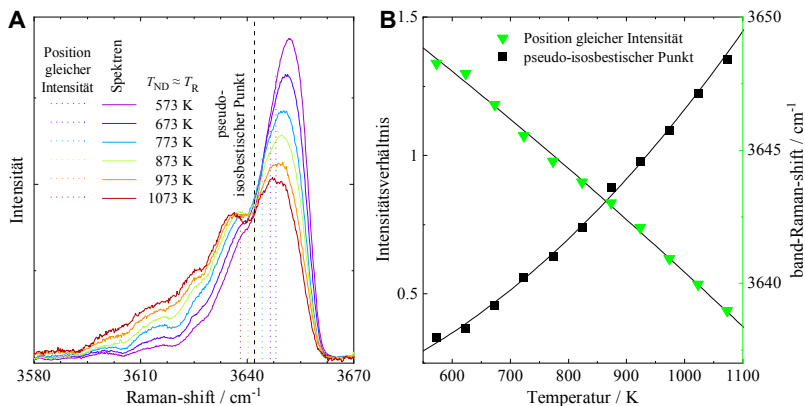 A
Position
gleicher
Intensität
Spektren
T_ND ≈ T_R
573 K
673 K
773 K
873 K
973 K
1073 K
pseudo-
isosbestischer Punkt
Intensität
3580
3610
3640
3670
Raman-shift / cm⁻¹
B
Position gleicher Intensität
pseudo-isosbestischer Punkt
1.5
1
0.5
Intensitätsverhältnis
600
700
800
900
1000
1100
Temperatur / K
3650
3645
3640
band-Raman-shift / cm⁻¹